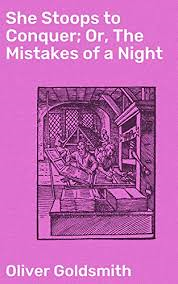 She Stoops to
Conquer; Or, The
Mistakes of a Night
Oliver Goldsmith